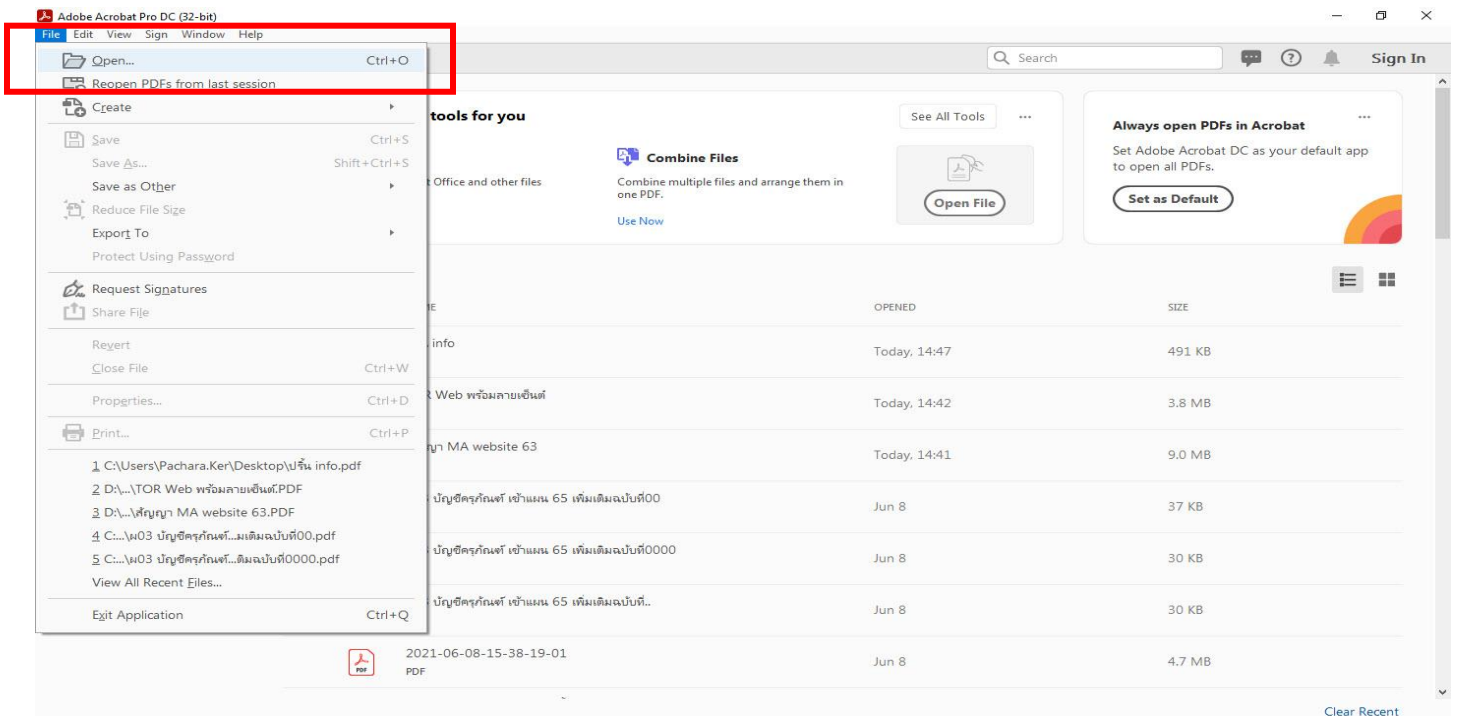 Adobe Acrobat Pro DC (32-bit)
File Edit View Sign Window Help
Open... Ctrl+O
Search
Sign In
Reopen PDFs from last session
Create
tools for you
See All Tools
Always open PDFs in Acrobat
Save Ctrl+S
Set Adobe Acrobat DC as your default app
to open all PDFs.
Combine Files
Save As... Shift+Ctrl+S
Save as Other
t Office and other files
Combine multiple files and arrange them in
one PDF.
Open File
Set as Default
Reduce File Size
Use Now
Export To
Protect Using Password
Request Signatures
Share File
ME
OPENED
SIZE
Revert
info
Today, 14:47
491 KB
Close File Ctrl+W
Properties... Ctrl+D
R Web พร้อมลายเซ็นต์
Today, 14:42
3.8 MB
Print... Ctrl+P
ญา MA website 63
Today, 14:41
9.0 MB
1 C:\Users\Pachara.Ker\Desktop\ปริ้น info.pdf
2 D:\...\TOR Web พร้อมลายเซ็นต์.PDF
3 D:\...\สัญญา MA website 63.PDF
4 C:...\ผ03 บัญชีครุภัณฑ์...มเติมฉบับที่00.pdf
5 C:...\ผ03 บัญชีครุภัณฑ์...ติมฉบับที่0000.pdf
View All Recent Files...
Exit Application Ctrl+Q
บัญชีครุภัณฑ์ เข้าแผน 65 เพิ่มเติมฉบับที่00
Jun 8
37 KB
บัญชีครุภัณฑ์ เข้าแผน 65 เพิ่มเติมฉบับที่0000
Jun 8
30 KB
บัญชีครุภัณฑ์ เข้าแผน 65 เพิ่มเติมฉบับที่..
Jun 8
30 KB
2021-06-08-15-38-19-01
PDF
Jun 8
4.7 MB
Clear Recent